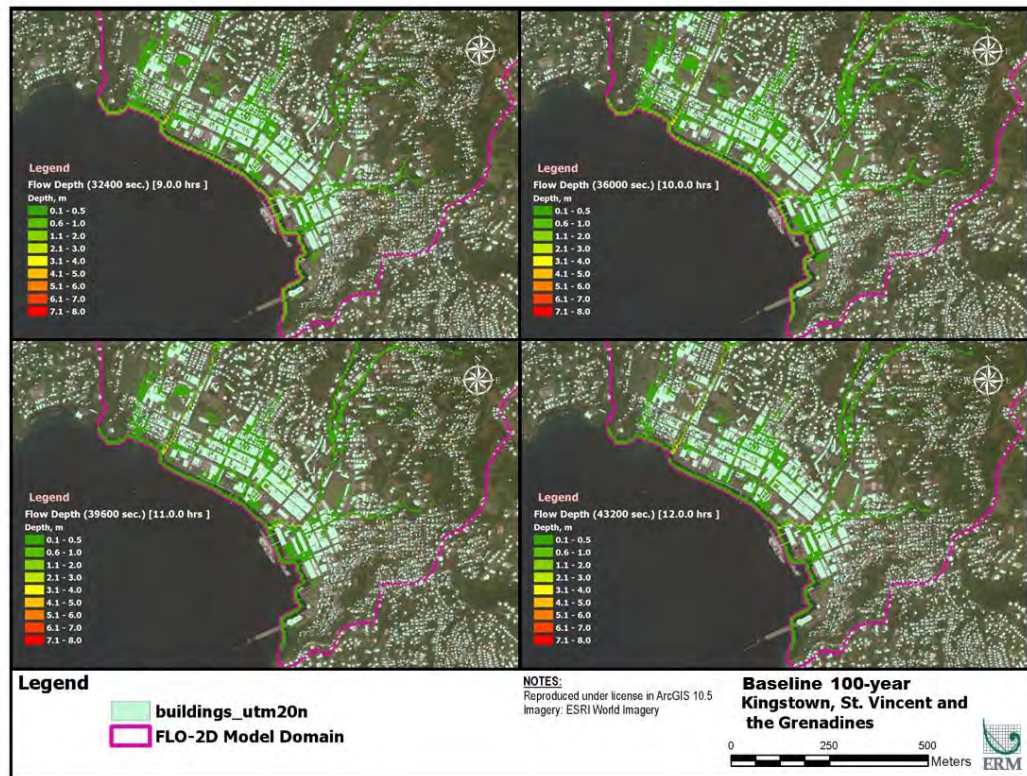 Legend
Flow Depth (32400 sec.) [9.0.0 hrs ]
Depth, m
0.1 - 0.5
0.6 - 1.0
1.1 - 2.0
2.1 - 3.0
3.1 - 4.0
4.1 - 5.0
5.1 - 6.0
6.1 - 7.0
7.1 - 8.0
Legend
Flow Depth (36000 sec.) [10.0.0 hrs ]
Depth, m
0.1 - 0.5
0.6 - 1.0
1.1 - 2.0
2.1 - 3.0
3.1 - 4.0
4.1 - 5.0
5.1 - 6.0
6.1 - 7.0
7.1 - 8.0
Legend
Flow Depth (39600 sec.) [11.0.0 hrs ]
Depth, m
0.1 - 0.5
0.6 - 1.0
1.1 - 2.0
2.1 - 3.0
3.1 - 4.0
4.1 - 5.0
5.1 - 6.0
6.1 - 7.0
7.1 - 8.0
Legend
Flow Depth (43200 sec.) [12.0.0 hrs ]
Depth, m
0.1 - 0.5
0.6 - 1.0
1.1 - 2.0
2.1 - 3.0
3.1 - 4.0
4.1 - 5.0
5.1 - 6.0
6.1 - 7.0
7.1 - 8.0
Legend
buildings_utm20n
FLO-2D Model Domain
NOTES:
Reproduced under license in ArcGIS 10.5
Imagery: ESRI World Imagery
Baseline 100-year
Kingstown, St. Vincent and
the Grenadines
0 250 500
Meters
ERM